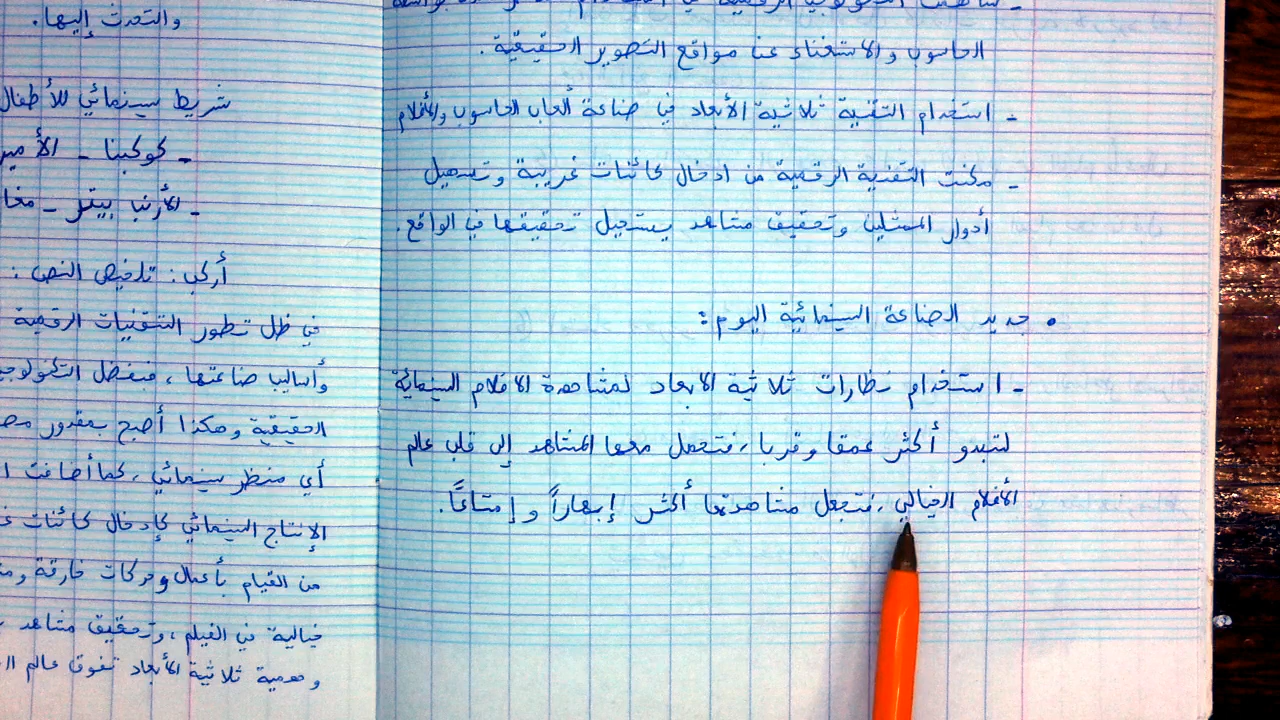 الحاسوب والاستغناء عن مواقع التصوير الحقيقية.
- استخدام التقنية ثلاثية الأبعاد في صناعة ألعاب الحاسوب والأفلام
- مكنت التقنية الرقمية من ادخال كائنات غريبة وتسهيل
أدوار الممثلين وتحقيق مشاهد يستحيل تحقيقها في الواقع.
• جديد الصناعة السينمائية اليوم:
- استخدام نظارات ثلاثية الابعاد لمشاهدة الافلام السينمائية
لتبدو أكثر عمقا وقربا، فتحمل معها المشاهد إلى قلب عالم
الأفلام الخيالي، فتجعل مشاهدتها أكثر إبهاراً وإمتاعًا.
والتحدث إليها.
شريط سينمائي للأطفال
- كوكبنا -
- الأرنب بيتر -
أركب: تلخيص النص:
في ظل تطور التقنيات الرقمية
وأساليب صناعتها، فبفضل
الحقيقية وهكذا أصبح بمقدور
أي منظر سينمائي، كما أضافت
الإنتاج السينمائي كإدخال كائنات
من القيام بأعمال وحركات خارقة
خيالية في الفيلم، وتحقيق مشاهد
وهمية ثلاثية الأبعاد تفوق عالم